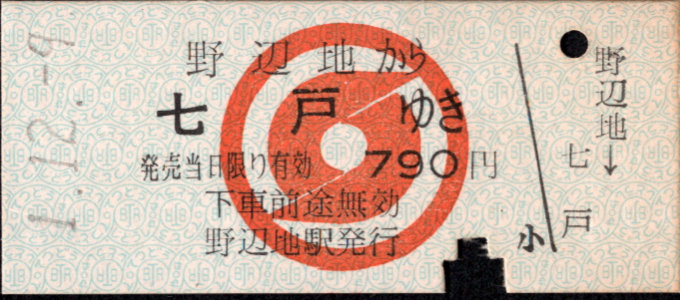 1.12.-9
野辺地から
七戸ゆき
発売当日限り有効 790円
下車前途無効
野辺地駅発行
小
野辺地→七戸